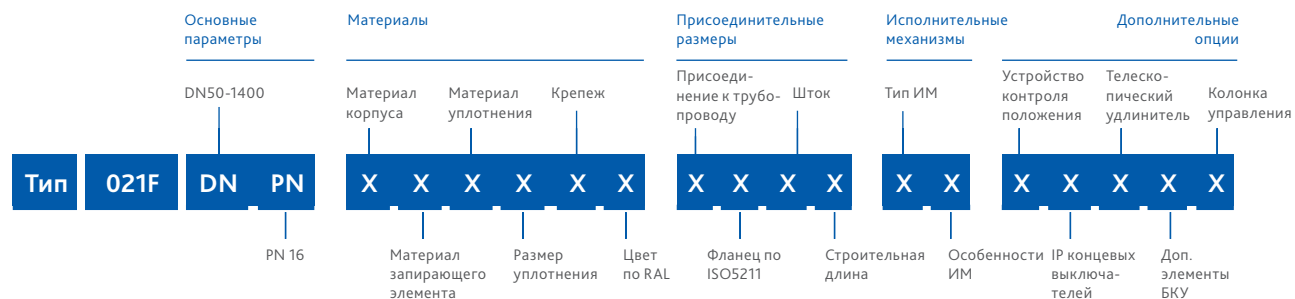 Основные
параметры
Материалы
Присоединительные
размеры
Исполнительные
механизмы
Дополнительные
опции
DN50-1400
Материал
корпуса
Материал
уплотнения
Крепеж
Присоеди-
нение к трубо-
проводу
Шток
Тип ИМ
Устройство
контроля
положения
Телеско-
пический
удлинитель
Колонка
управления
Тип 021F DN PN X X X X X X X X X X X X X X X X X
PN 16
Материал
запирающего
элемента
Размер
уплотнения
Цвет
по RAL
Фланец по
ISO5211
Строительная
длина
Особенности
ИМ
IP концевых
выключа-
телей
Доп.
элементы
БКУ